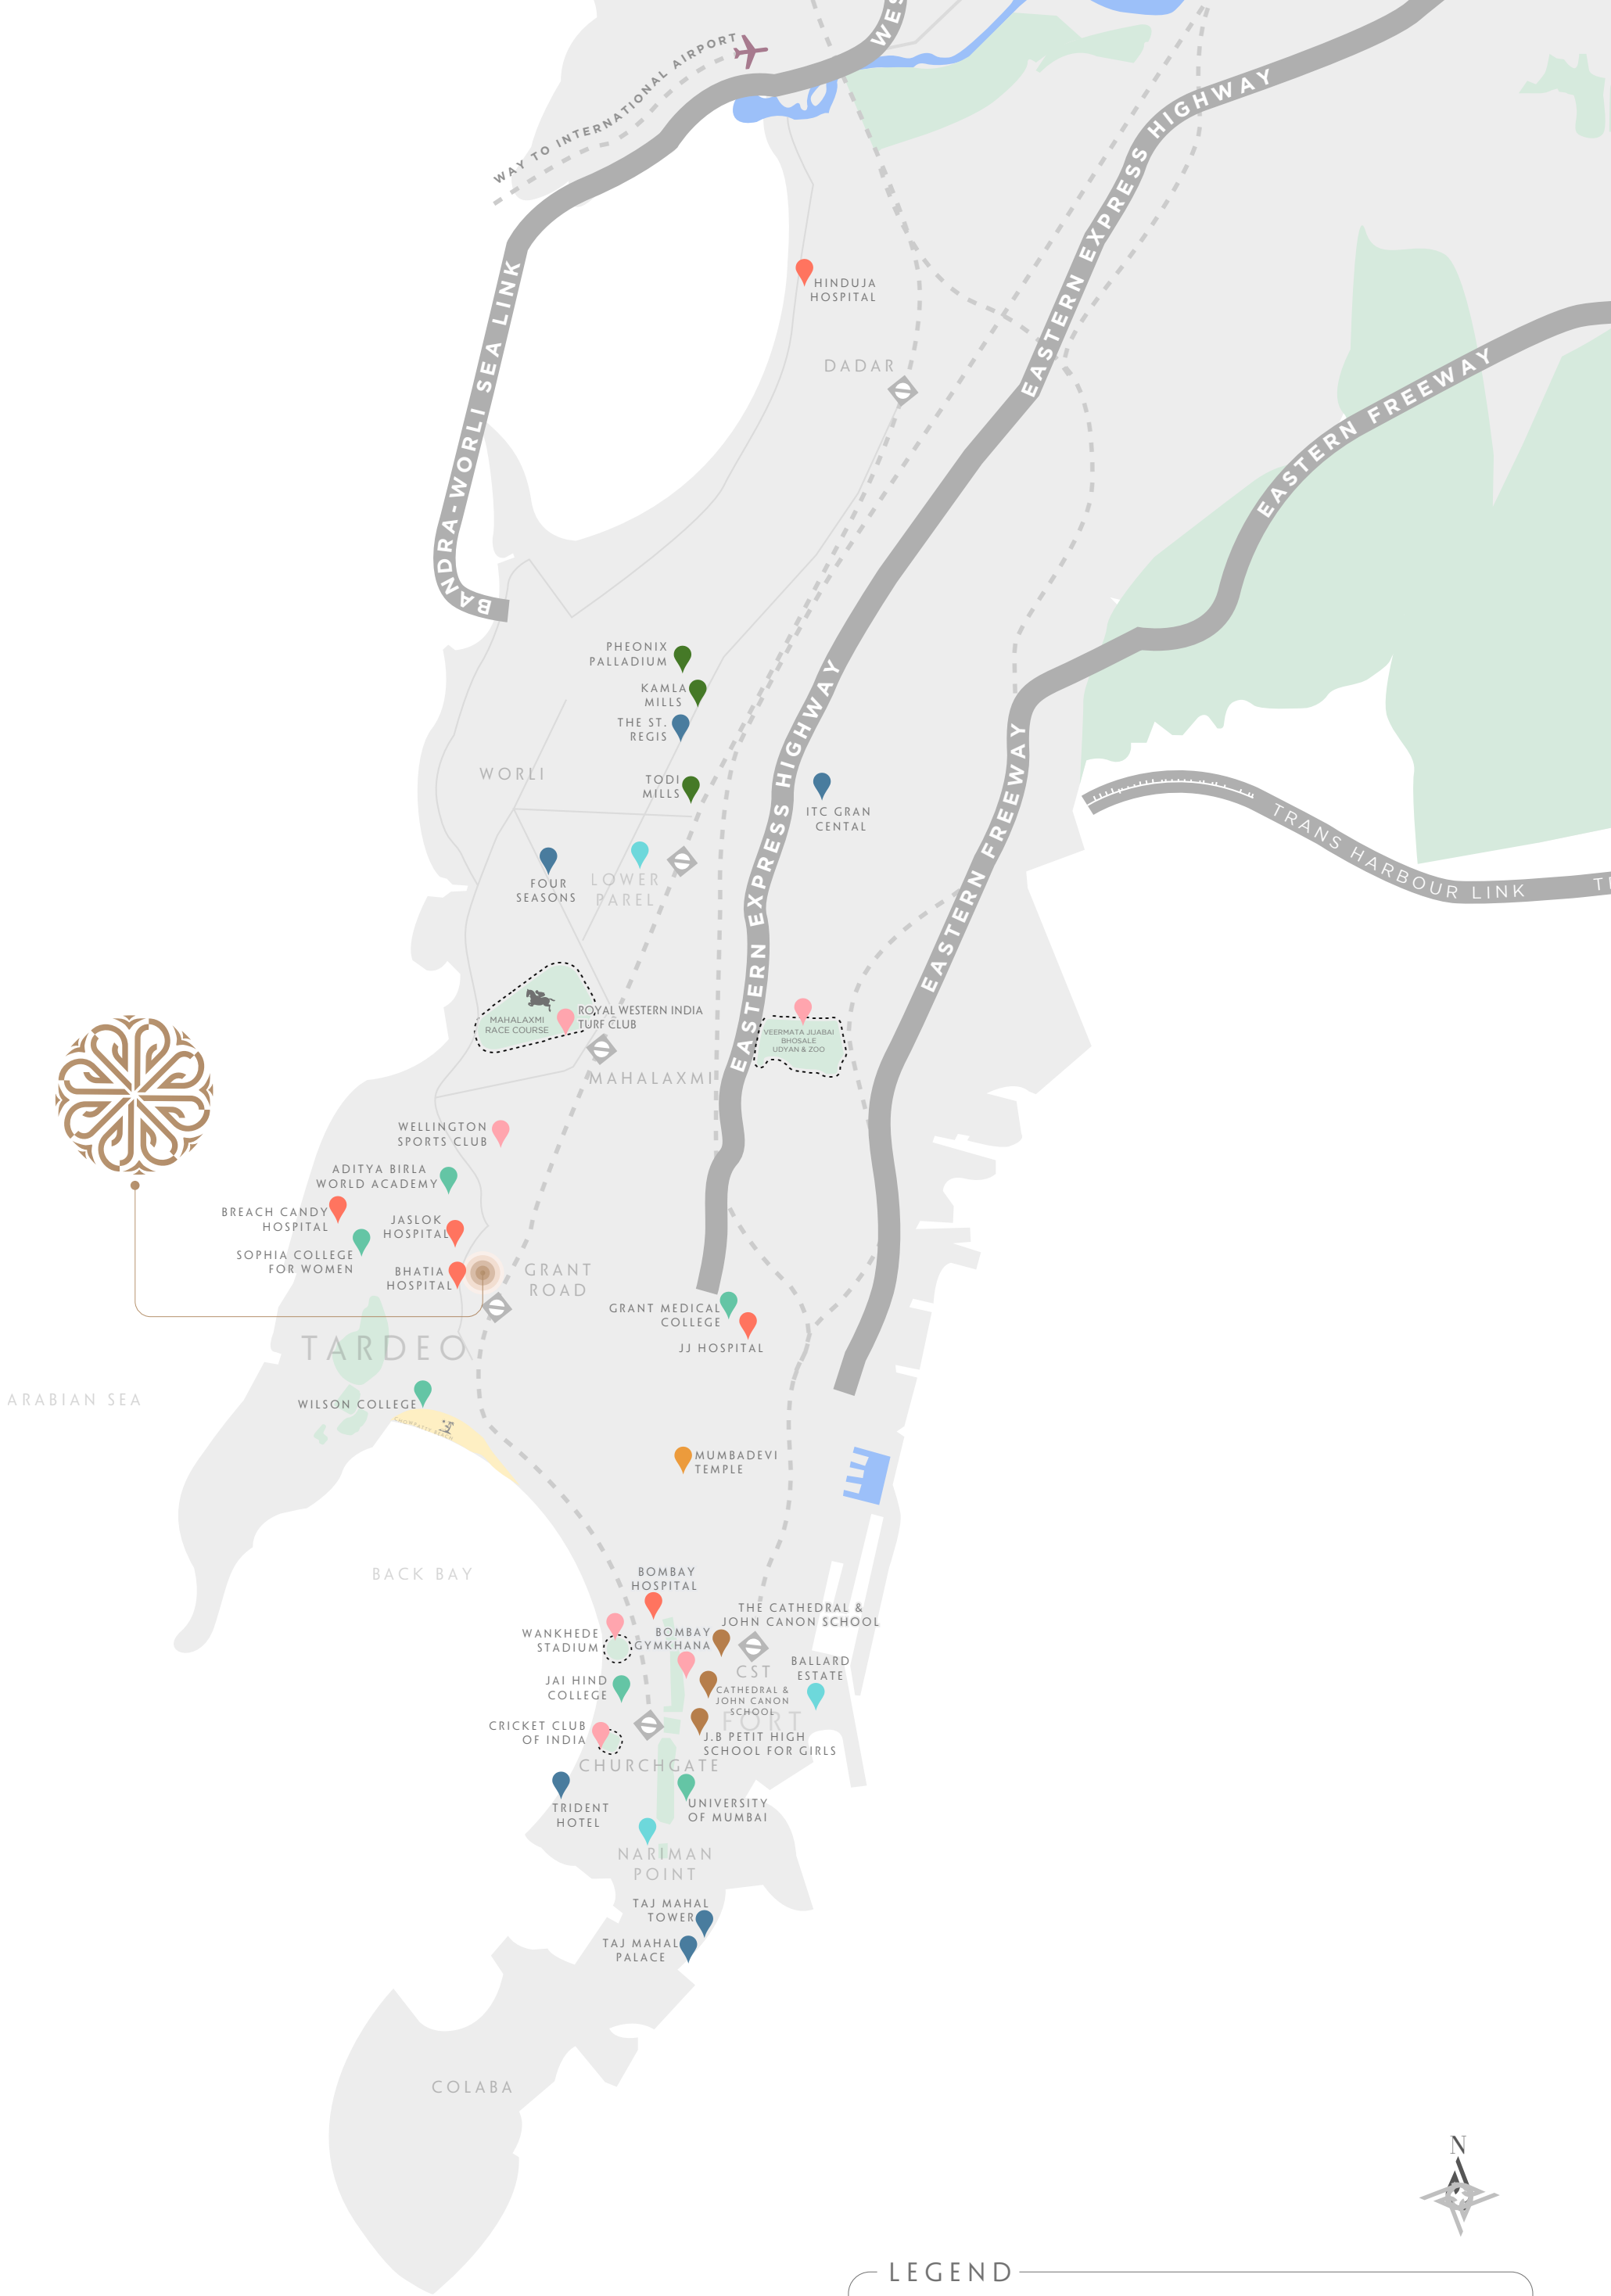 WES
WAY TO INTERNATIONAL AIRPORT
EASTERN EXPRESS HIGHWAY
HINDUJA
HOSPITAL
BANDRA-WORLI SEA LINK
DADAR
EASTERN FREEWAY
PHEONIX
PALLADIUM
KAMLA
MILLS
THE ST.
REGIS
EASTERN EXPRESS HIGHWAY
WORLI
TODI
MILLS
ITC GRAN
CENTAL
EASTERN FREEWAY
TRANS HARBOUR LINK
FOUR
SEASONS
LOWER
PAREL
MAHALAXMI
RACE COURSE
ROYAL WESTERN INDIA
TURF CLUB
VEERMATA JIJABAI
BHOSALE
UDYAN & ZOO
MAHALAXMI
WELLINGTON
SPORTS CLUB
ADITYA BIRLA
WORLD ACADEMY
BREACH CANDY
HOSPITAL
JASLOK
HOSPITAL
SOPHIA COLLEGE
FOR WOMEN
BHATIA
HOSPITAL
GRANT
ROAD
GRANT MEDICAL
COLLEGE
JJ HOSPITAL
TARDEO
ARABIAN SEA
WILSON COLLEGE
MUMBADEVI
TEMPLE
BACK BAY
BOMBAY
HOSPITAL
THE CATHEDRAL &
JOHN CANON SCHOOL
WANKHEDE
STADIUM
BOMBAY
GYMKHANA
CST
BALLARD
ESTATE
JAI HIND
COLLEGE
CATHEDRAL &
JOHN CANON
SCHOOL
FORT
CRICKET CLUB
OF INDIA
J.B PETIT HIGH
SCHOOL FOR GIRLS
CHURCHGATE
TRIDENT
HOTEL
UNIVERSITY
OF MUMBAI
NARIMAN
POINT
TAJ MAHAL
TOWER
TAJ MAHAL
PALACE
COLABA
N
LEGEND